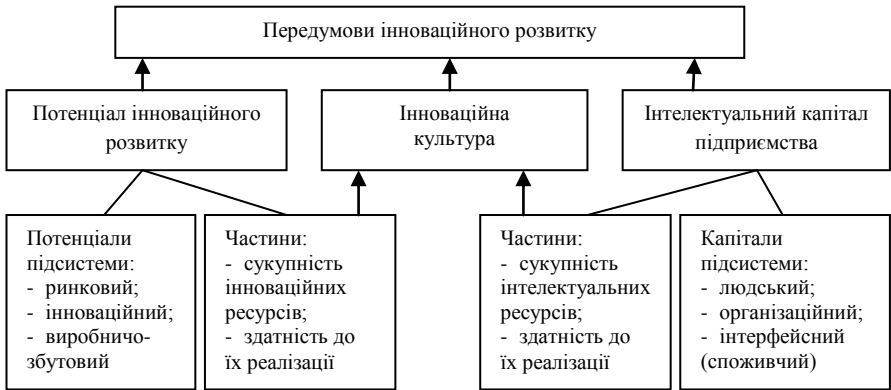 Передумови інноваційного розвитку
Потенціал інноваційного
розвитку
Інноваційна
культура
Інтелектуальний капітал
підприємства
Потенціали
підсистеми:
- ринковий;
- інноваційний;
- виробничо-
збутовий
Частини:
- сукупність
інноваційних
ресурсів;
- здатність до
їх реалізації
Частини:
- сукупність
інтелектуальних
ресурсів;
- здатність до
їх реалізації
Капітали
підсистеми:
- людський;
- організаційний;
- інтерфейсний
(споживчий)